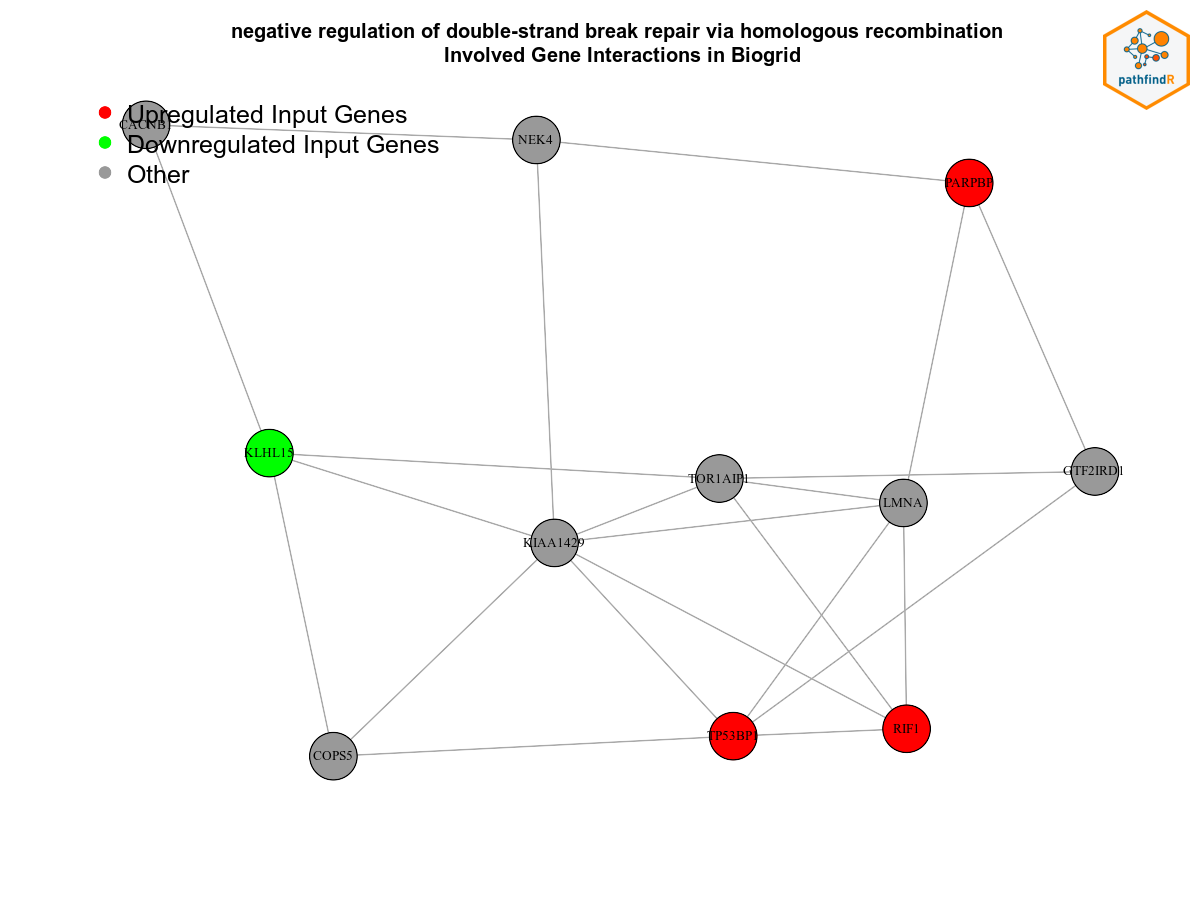 negative regulation of double-strand break repair via homologous recombination
Involved Gene Interactions in Biogrid
pathfindR
Upregulated Input Genes
Downregulated Input Genes
Other
NEK4
PARPBP
KLHL15
TOR1AIP1
GTF2IRD1
LMNA
KIAA1429
TP53BP1
RIF1
COPS5